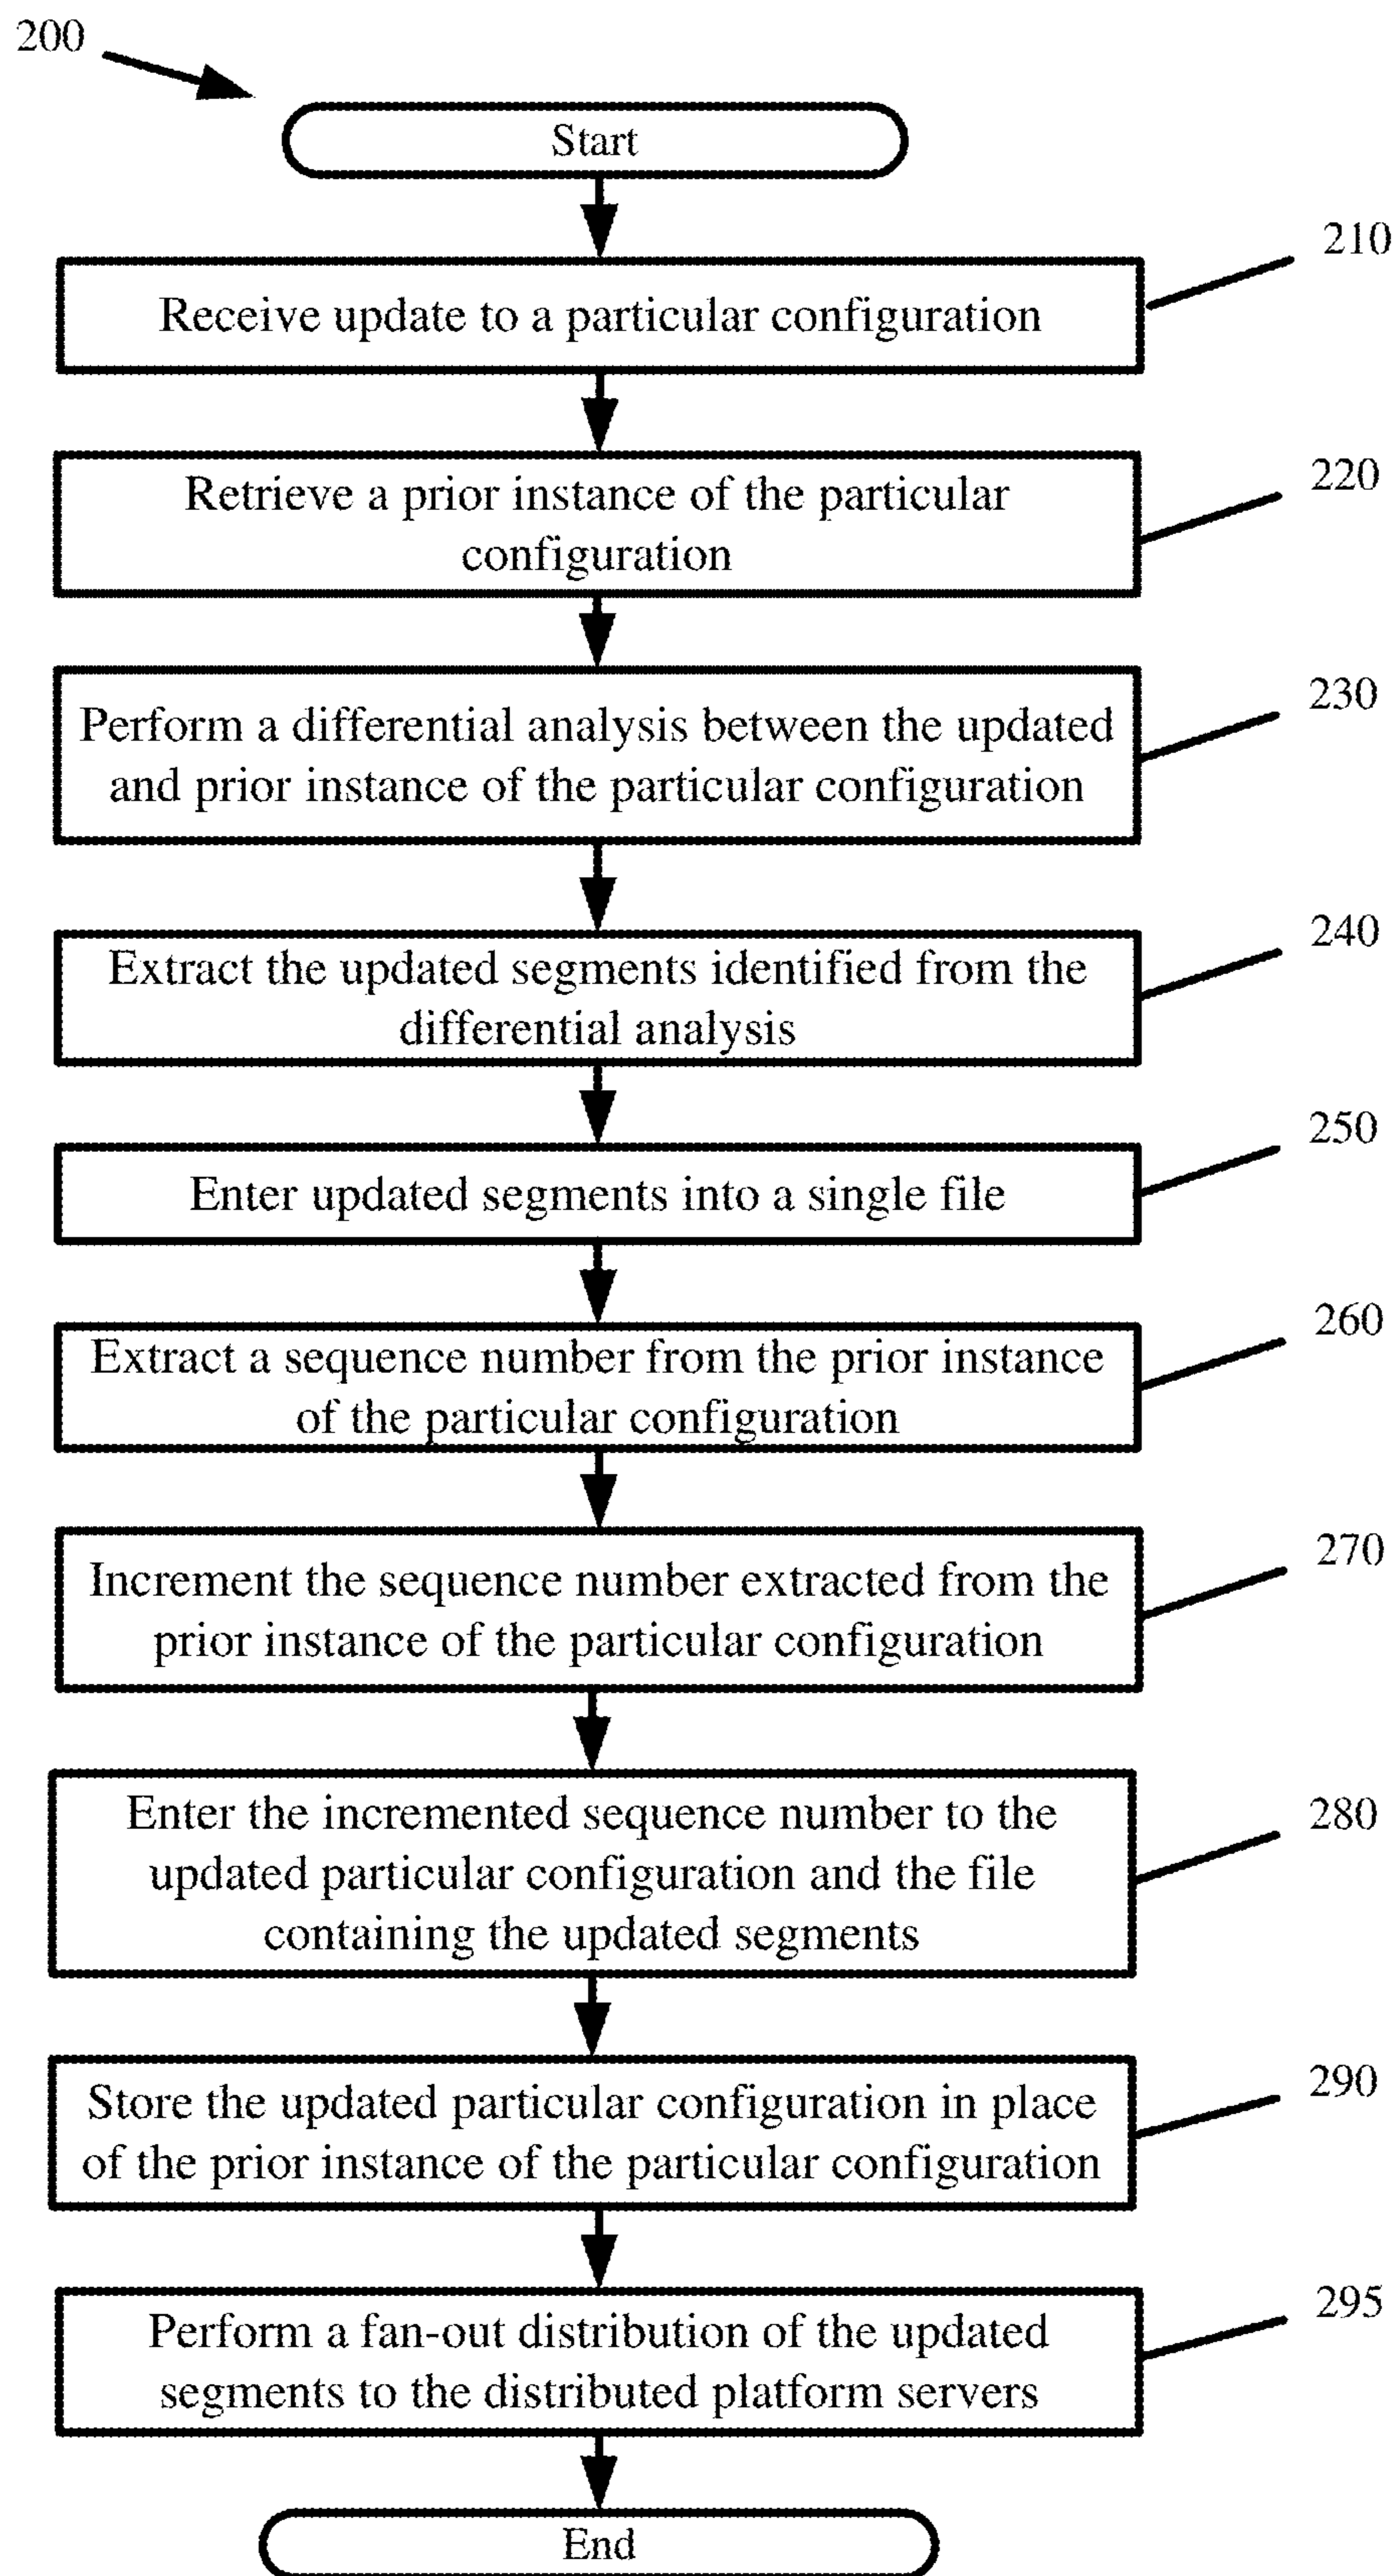 200
Start
210
Receive update to a particular configuration
220
Retrieve a prior instance of the particular
configuration
230
Perform a differential analysis between the updated
and prior instance of the particular configuration
240
Extract the updated segments identified from the
differential analysis
250
Enter updated segments into a single file
260
Extract a sequence number from the prior instance
of the particular configuration
270
Increment the sequence number extracted from the
prior instance of the particular configuration
280
Enter the incremented sequence number to the
updated particular configuration and the file
containing the updated segments
290
Store the updated particular configuration in place
of the prior instance of the particular configuration
295
Perform a fan-out distribution of the updated
segments to the distributed platform servers
End